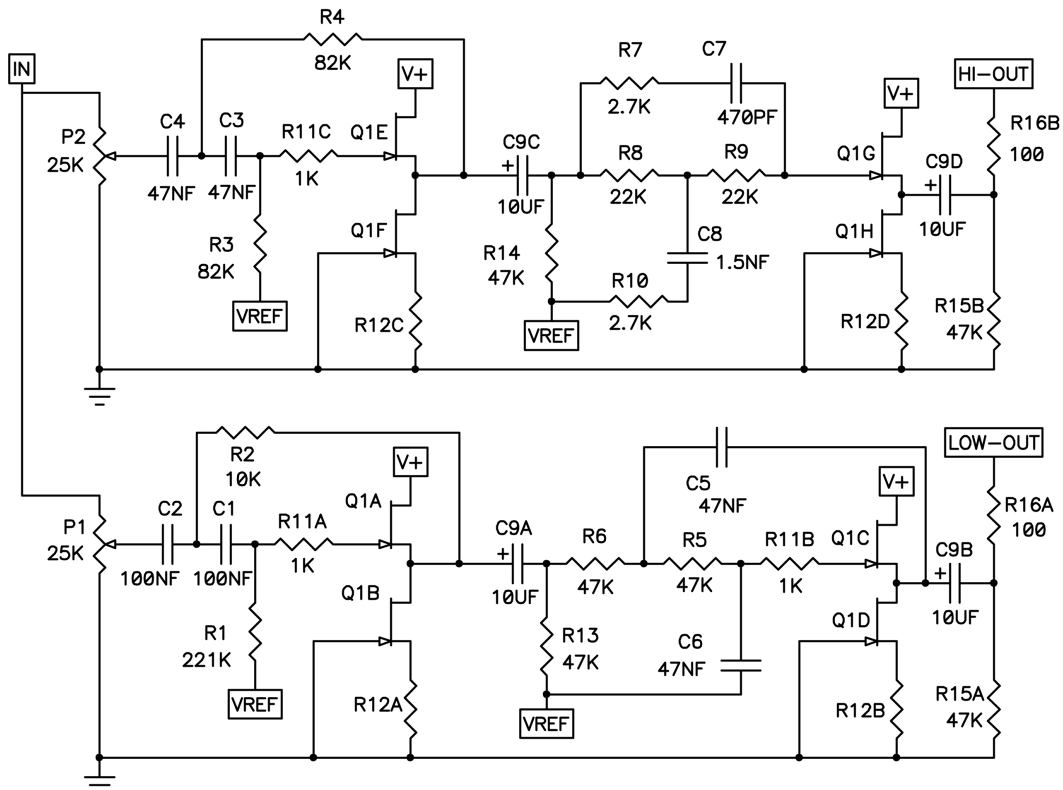 IN
P2
25K
C4
47NF
C3
47NF
R4
82K
R3
82K
VREF
R11C
1K
Q1E
V+
Q1F
R12C
C9C
+
10UF
R14
47K
VREF
R7
2.7K
C7
470PF
R8
22K
R9
22K
C8
1.5NF
R10
2.7K
V+
Q1G
Q1H
R12D
C9D
+
10UF
HI-OUT
R16B
100
R15B
47K
P1
25K
C2
100NF
C1
100NF
R2
10K
R1
221K
VREF
R11A
1K
Q1A
V+
Q1B
R12A
C9A
+
10UF
R13
47K
VREF
R6
47K
C5
47NF
R5
47K
C6
47NF
R11B
1K
V+
Q1C
Q1D
R12B
C9B
+
10UF
LOW-OUT
R16A
100
R15A
47K